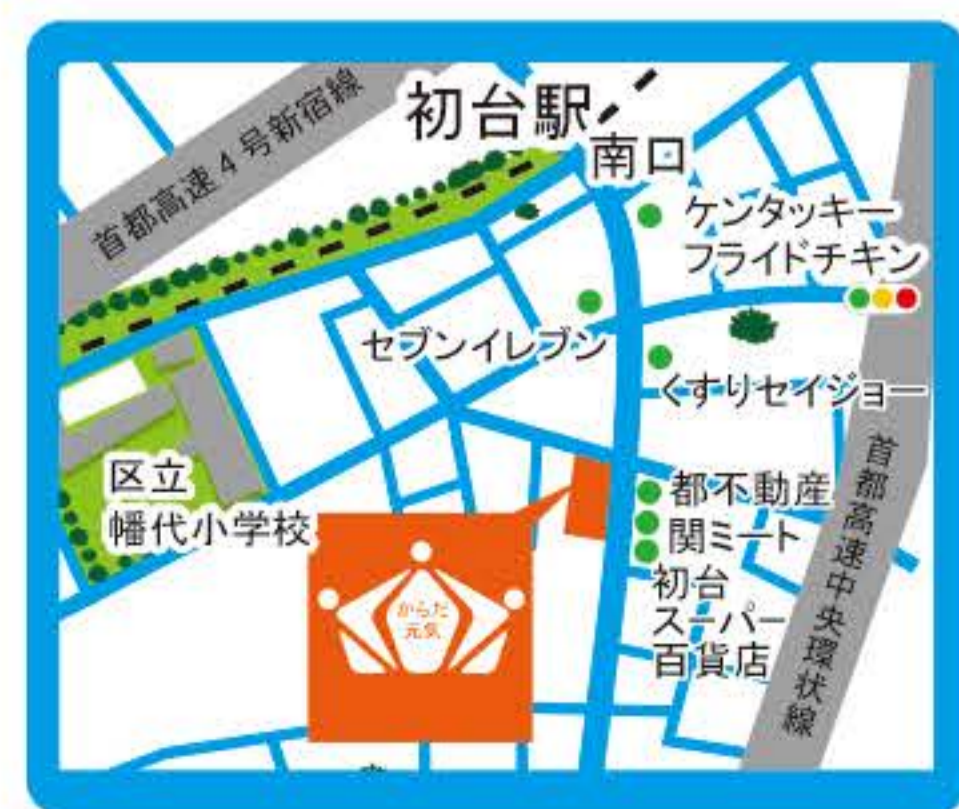 首都高速4号新宿線
初台駅
南口
ケンタッキー
フライドチキン
セブンイレブン
くすりセイジョー
首都高速中央環状線
区立
幡代小学校
都不動産
関ミート
初台
スーパー
百貨店
からだ
元気